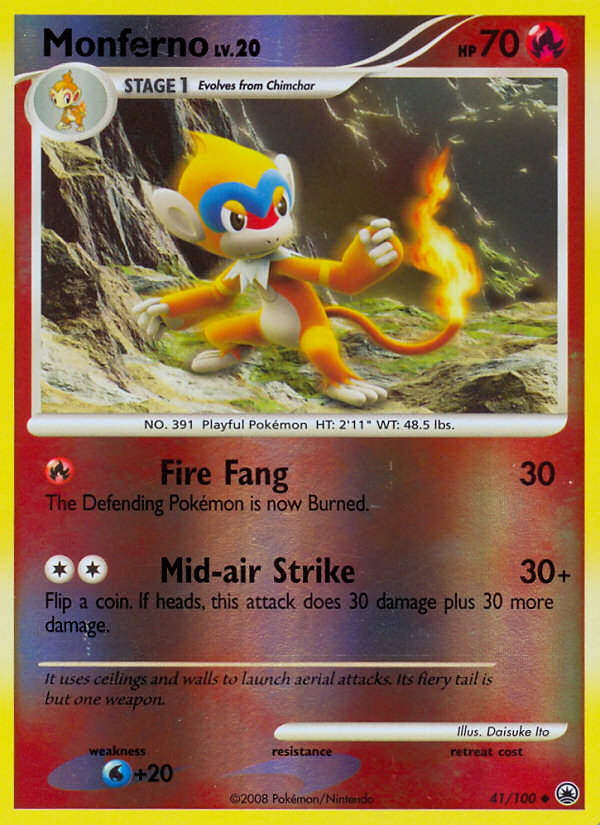 Monferno LV.20 HP 70
STAGE 1 Evolves from Chimchar
NO. 391 Playful Pokémon HT: 2'11" WT: 48.5 lbs.
Fire Fang 30
The Defending Pokémon is now Burned.
Mid-air Strike 30+
Flip a coin. If heads, this attack does 30 damage plus 30 more
damage.
It uses ceilings and walls to launch aerial attacks. Its fiery tail is
but one weapon.
Illus. Daisuke Ito
weakness resistance retreat cost
+20
©2008 Pokémon/Nintendo 41/100